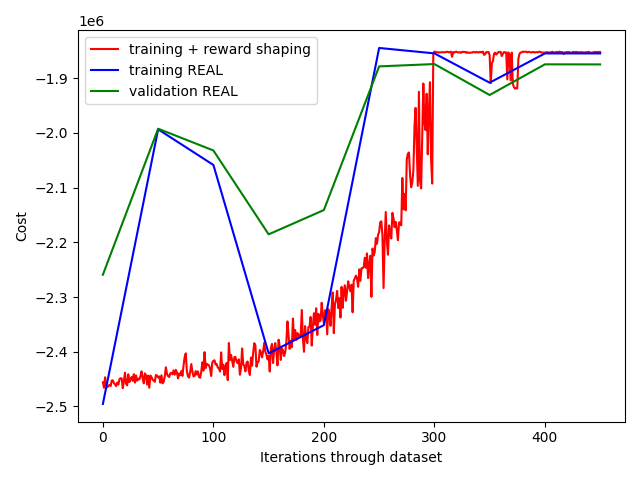 1e6
training + reward shaping
training REAL
validation REAL
−1.9
−2.0
−2.1
−2.2
−2.3
−2.4
−2.5
Cost
0 100 200 300 400
Iterations through dataset